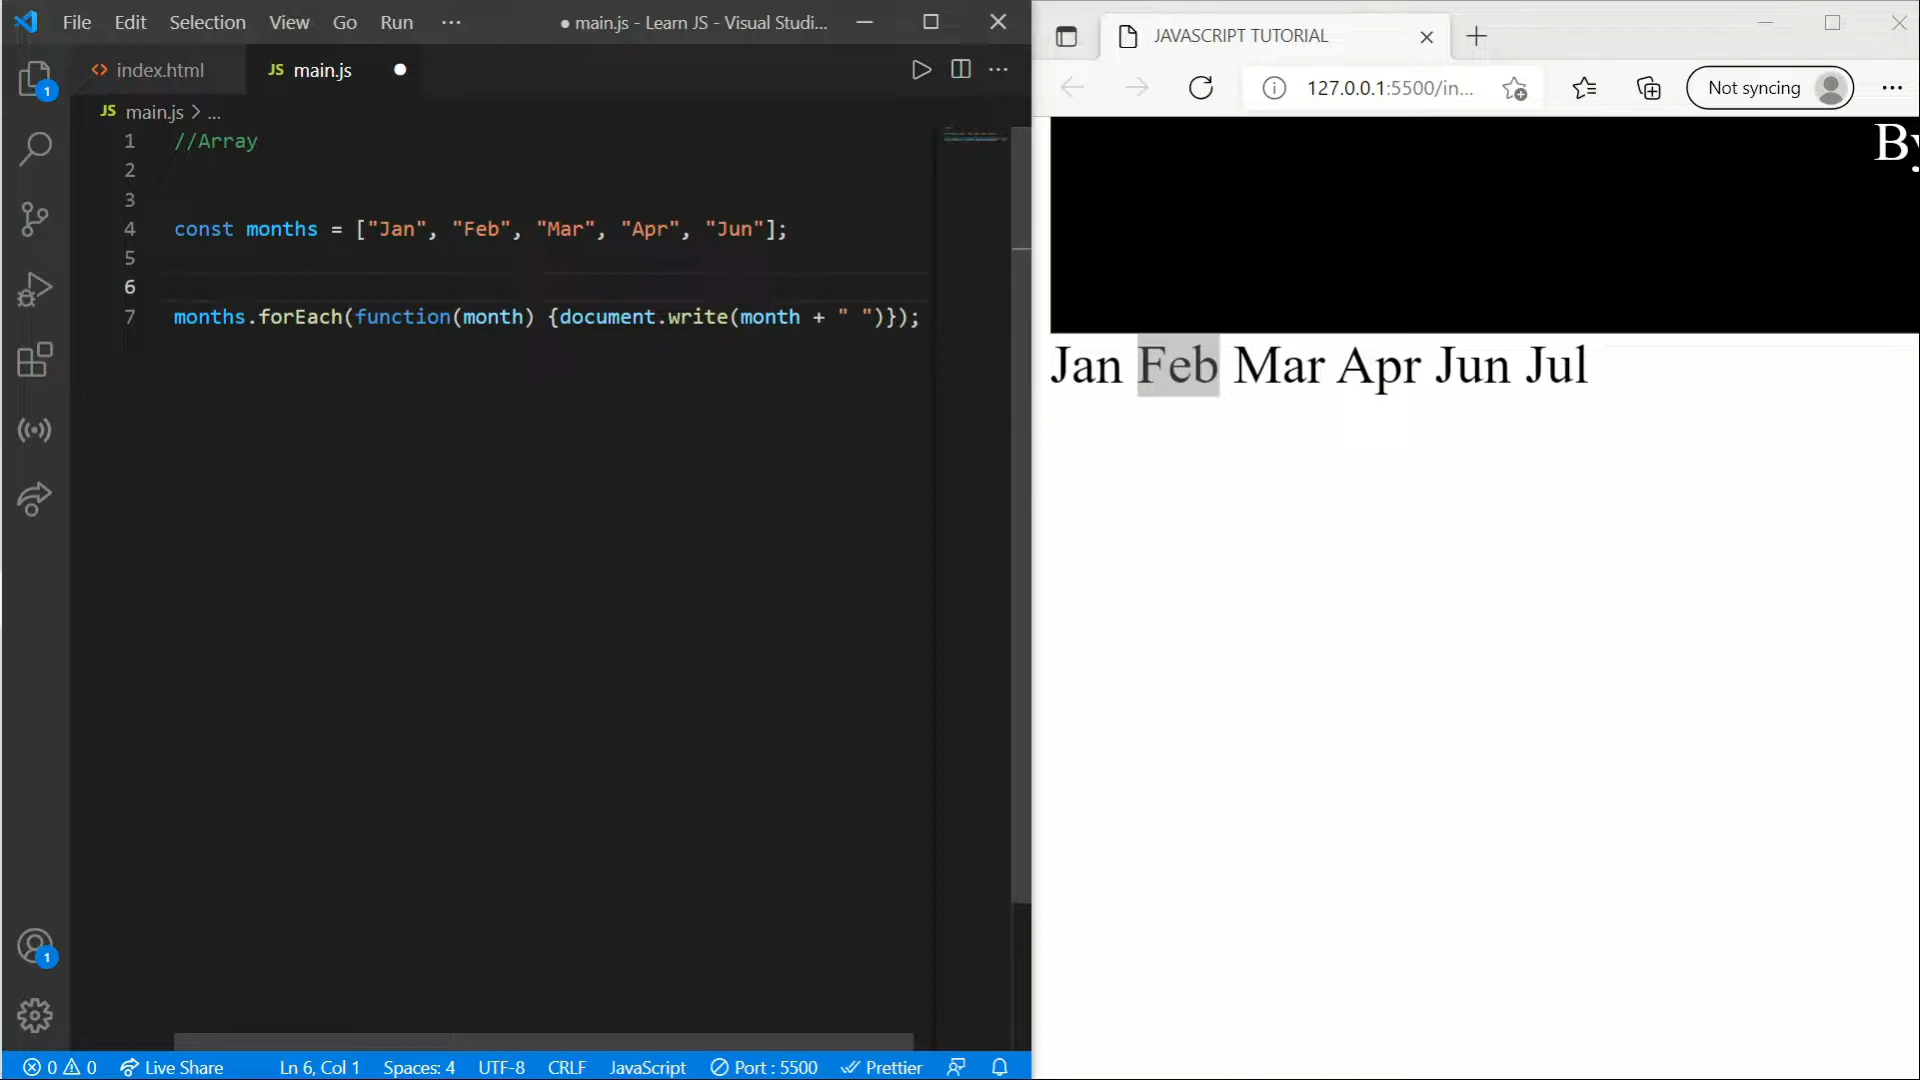 File Edit Selection View Go Run ··· ● main.js - Learn JS - Visual Studi...
index.html JS main.js
JS main.js > ...
1 //Array
2
3
4 const months = ["Jan", "Feb", "Mar", "Apr", "Jun"];
5
6
7 months.forEach(function(month) {document.write(month + " ")});
1
1
0 0 Live Share Ln 6, Col 1 Spaces: 4 UTF-8 CRLF JavaScript Port : 5500 Prettier
JAVASCRIPT TUTORIAL
127.0.0.1:5500/in... Not syncing
By
Jan Feb Mar Apr Jun Jul